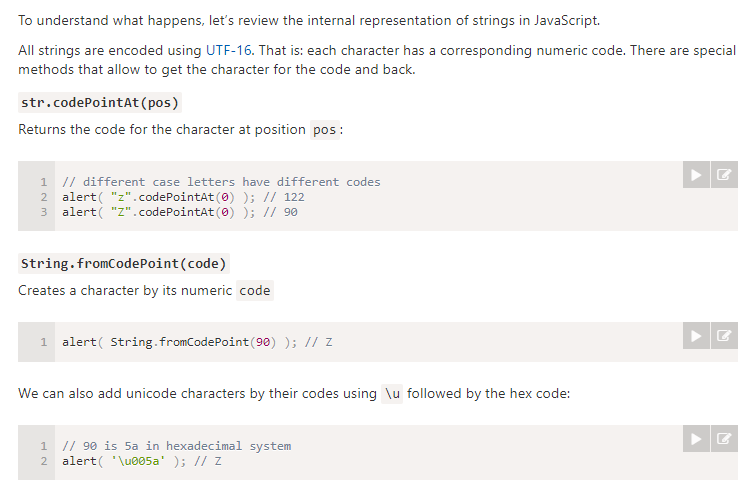 To understand what happens, let’s review the internal representation of strings in JavaScript.
All strings are encoded using UTF-16. That is: each character has a corresponding numeric code. There are special
methods that allow to get the character for the code and back.
str.codePointAt(pos)
Returns the code for the character at position pos :
1 // different case letters have different codes
2 alert( "z".codePointAt(0) ); // 122
3 alert( "Z".codePointAt(0) ); // 90
String.fromCodePoint(code)
Creates a character by its numeric code
1 alert( String.fromCodePoint(90) ); // Z
We can also add unicode characters by their codes using \u followed by the hex code:
1 // 90 is 5a in hexadecimal system
2 alert( '\u005a' ); // Z